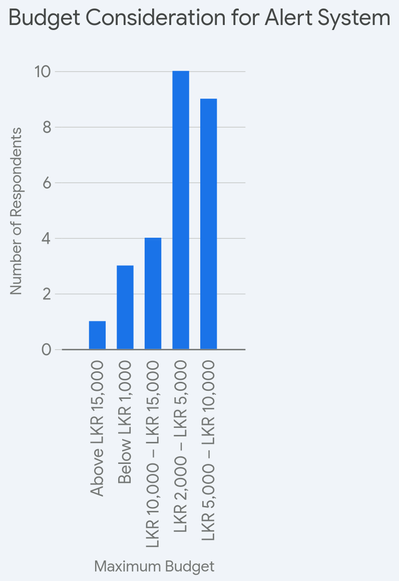 Budget Consideration for Alert System
Number of Respondents
10
8
6
4
2
0
Above LKR 15,000
Below LKR 1,000
LKR 10,000 – LKR 15,000
LKR 2,000 – LKR 5,000
LKR 5,000 – LKR 10,000
Maximum Budget